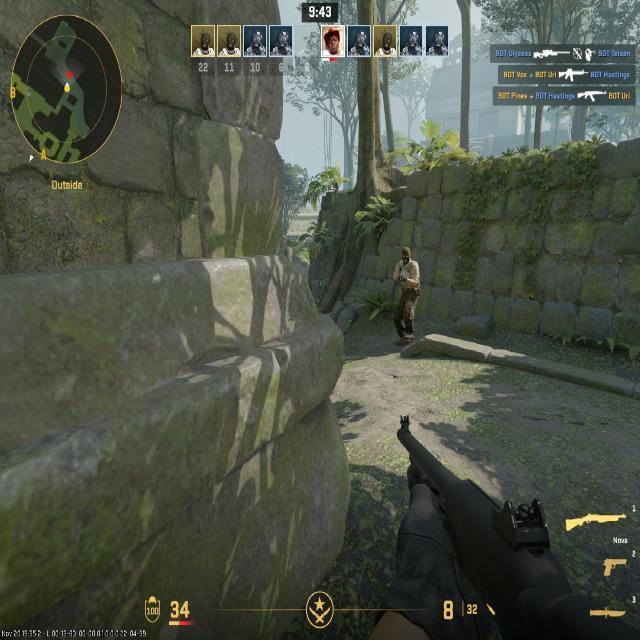 9:43
22 11 10 6
BOT Ulysses BOT Telsen
BOT Vox + BOT Uri BOT Hastings
BOT Pines + BOT Hastings BOT Uri
B
A
Outside
1
Nova
2
3
100 34
8 32